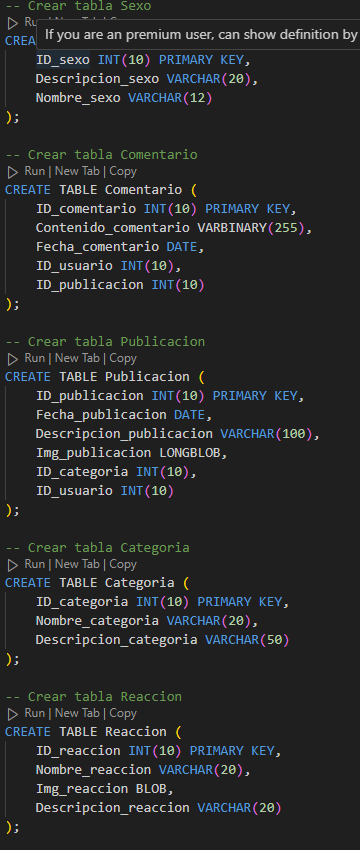 -- Crear tabla Sexo
Ru
If you are an premium user, can show definition by
CREA
ID_sexo INT(10) PRIMARY KEY,
Descripcion_sexo VARCHAR(20),
Nombre_sexo VARCHAR(12)
);
-- Crear tabla Comentario
Run | New Tab | Copy
CREATE TABLE Comentario (
ID_comentario INT(10) PRIMARY KEY,
Contenido_comentario VARBINARY(255),
Fecha_comentario DATE,
ID_usuario INT(10),
ID_publicacion INT(10)
);
-- Crear tabla Publicacion
Run | New Tab | Copy
CREATE TABLE Publicacion (
ID_publicacion INT(10) PRIMARY KEY,
Fecha_publicacion DATE,
Descripcion_publicacion VARCHAR(100),
Img_publicacion LONGBLOB,
ID_categoria INT(10),
ID_usuario INT(10)
);
-- Crear tabla Categoria
Run | New Tab | Copy
CREATE TABLE Categoria (
ID_categoria INT(10) PRIMARY KEY,
Nombre_categoria VARCHAR(20),
Descripcion_categoria VARCHAR(50)
);
-- Crear tabla Reaccion
Run | New Tab | Copy
CREATE TABLE Reaccion (
ID_reaccion INT(10) PRIMARY KEY,
Nombre_reaccion VARCHAR(20),
Img_reaccion BLOB,
Descripcion_reaccion VARCHAR(20)
);